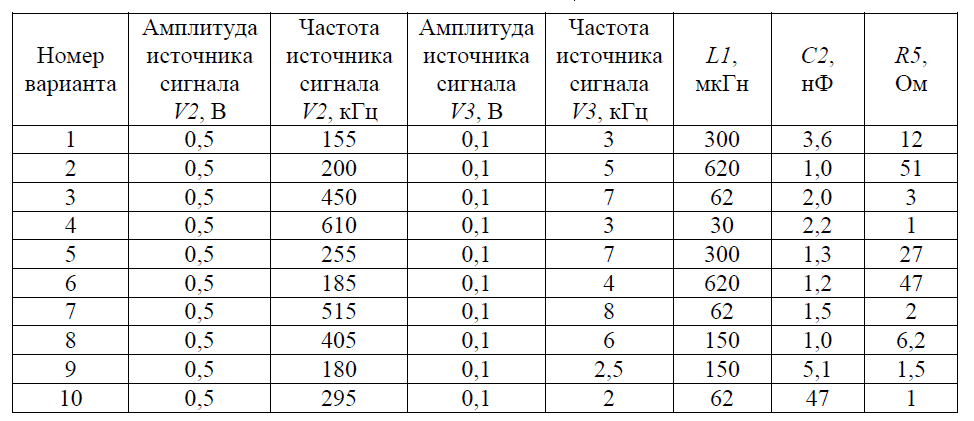 Номер варианта | Амплитуда источника сигнала V2, В | Частота источника сигнала V2, кГц | Амплитуда источника сигнала V3, В | Частота источника сигнала V3, кГц | L1, мкГн | C2, нФ | R5, Ом
1 | 0,5 | 155 | 0,1 | 3 | 300 | 3,6 | 12
2 | 0,5 | 200 | 0,1 | 5 | 620 | 1,0 | 51
3 | 0,5 | 450 | 0,1 | 7 | 62 | 2,0 | 3
4 | 0,5 | 610 | 0,1 | 3 | 30 | 2,2 | 1
5 | 0,5 | 255 | 0,1 | 7 | 300 | 1,3 | 27
6 | 0,5 | 185 | 0,1 | 4 | 620 | 1,2 | 47
7 | 0,5 | 515 | 0,1 | 8 | 62 | 1,5 | 2
8 | 0,5 | 405 | 0,1 | 6 | 150 | 1,0 | 6,2
9 | 0,5 | 180 | 0,1 | 2,5 | 150 | 5,1 | 1,5
10 | 0,5 | 295 | 0,1 | 2 | 62 | 47 | 1